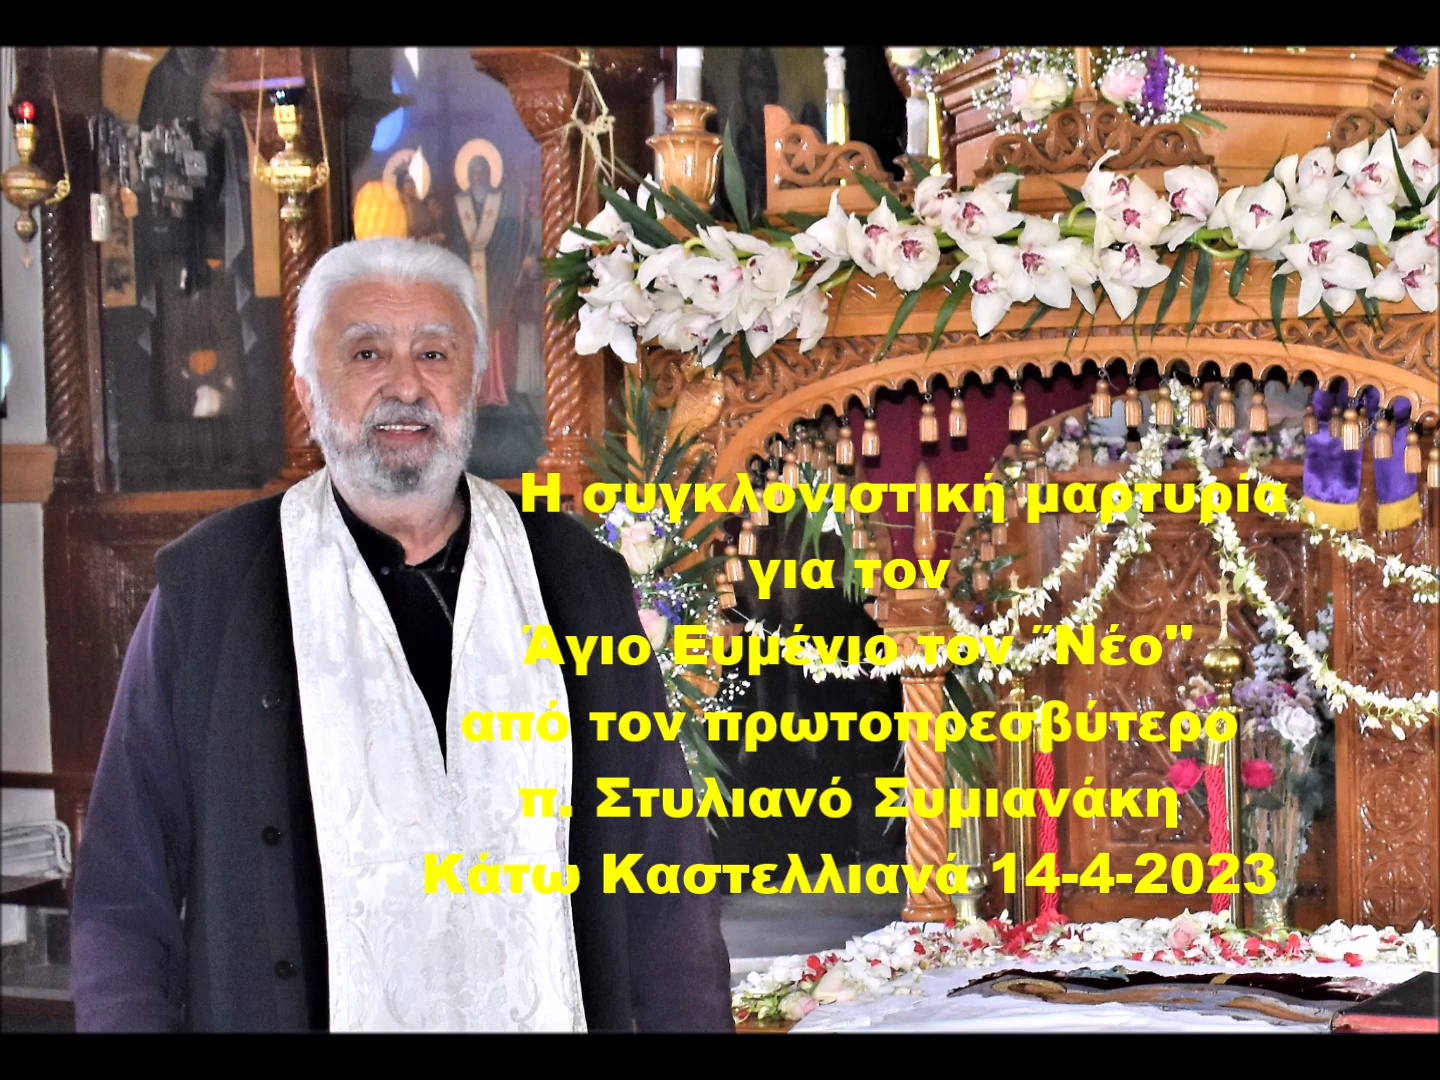 Η συγκλονιστική μαρτυρία
για τον
Άγιο Ευμένιο τον ΄΄Νέο''
από τον πρωτοπρεσβύτερο
π. Στυλιανό Συμιανάκη
Κάτω Καστελλιανά 14-4-2023